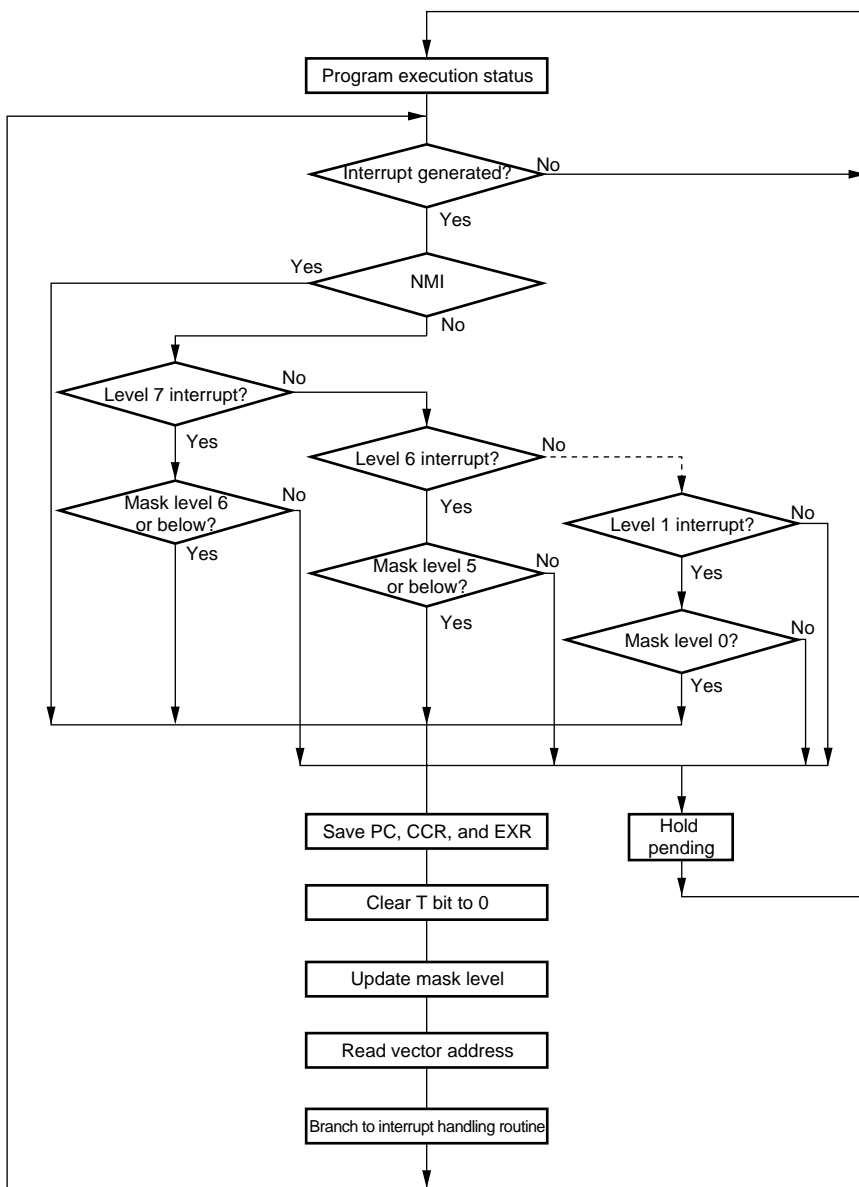 Program execution status
Interrupt generated?
No
Yes
Yes
NMI
No
Level 7 interrupt?
No
Yes
Level 6 interrupt?
No
Yes
Mask level 6
or below?
No
Yes
Level 1 interrupt?
No
Yes
Mask level 5
or below?
No
Yes
Mask level 0?
No
Yes
Save PC, CCR, and EXR
Hold
pending
Clear T bit to 0
Update mask level
Read vector address
Branch to interrupt handling routine